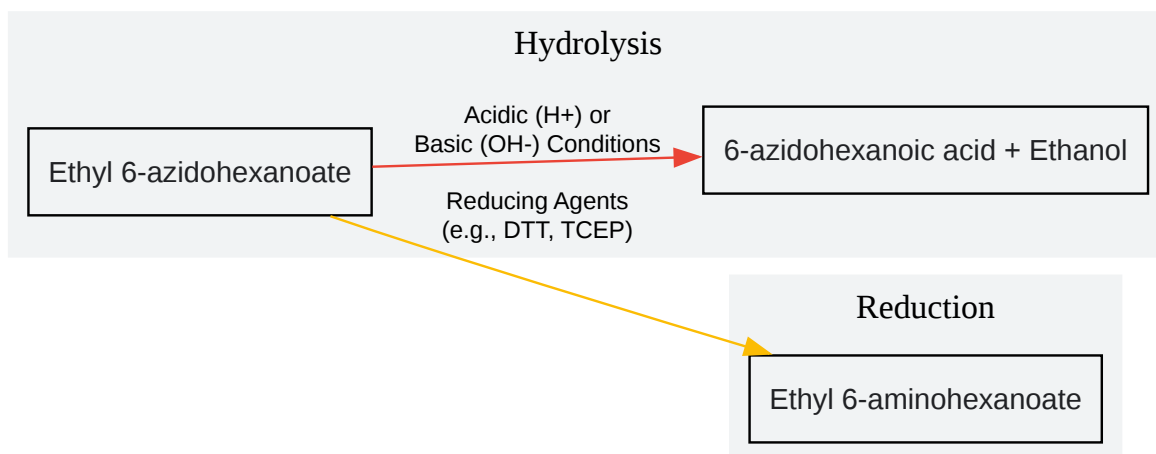 Hydrolysis
Acidic (H+) or
Basic (OH-) Conditions
Ethyl 6-azidohexanoate
6-azidohexanoic acid + Ethanol
Reducing Agents
(e.g., DTT, TCEP)
Reduction
Ethyl 6-aminohexanoate